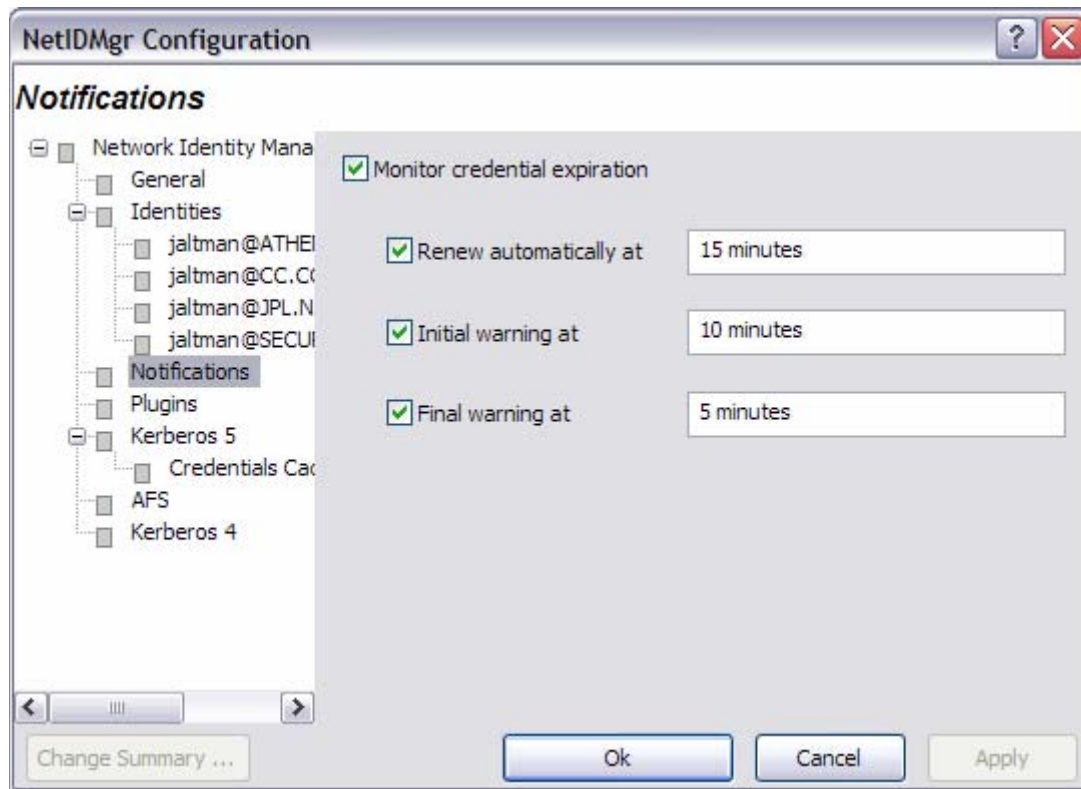 NetIDMgr Configuration
Notifications
Network Identity Mana
General
Identities
jaltman@ATHE
jaltman@CC.C
jaltman@JPL.N
jaltman@SECU
Notifications
Plugins
Kerberos 5
Credentials Cac
AFS
Kerberos 4
Monitor credential expiration
Renew automatically at
15 minutes
Initial warning at
10 minutes
Final warning at
5 minutes
Change Summary ...
Ok
Cancel
Apply